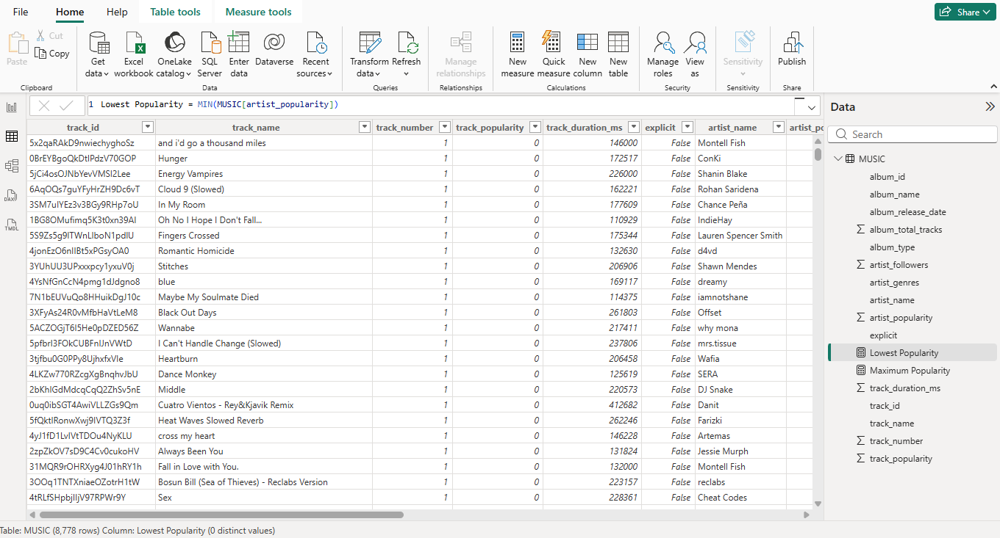 File Home Help Table tools Measure tools Share
Paste Cut Copy
Get data Excel workbook OneLake catalog SQL Server Enter data Dataverse Recent sources Transform data Refresh Manage relationships New measure Quick measure New column New table Manage roles View as Sensitivity Publish
Clipboard Data Queries Relationships Calculations Security Sensitivity Share
1 Lowest Popularity = MIN(MUSIC[artist_popularity])
track_id track_name track_number track_popularity track_duration_ms explicit artist_name artist_po
5x2qaRAkD9nwiechyghoSz and i'd go a thousand miles 1 0 146000 False Montell Fish
0BrEYBgoQkDtIPdzV70GOP Hunger 1 0 172517 False ConKi
5jCi4osOJNbYevVMSI2Lee Energy Vampires 1 0 226000 False Shanin Blake
6AqOQs7guYFyHrZH9Dc6vT Cloud 9 (Slowed) 1 0 162221 False Rohan Saridena
3SM7uIYEz3v3BGy9RHp7oU In My Room 1 0 177609 False Chance Peña
1BG8OMufimq5K3t0xn39AI Oh No I Hope I Don't Fall... 1 0 110929 False IndieHay
5S9Zs5g9ITWnLIboN1pdlU Fingers Crossed 1 0 175344 False Lauren Spencer Smith
4jonEzO6nIIBt5xPGsyOA0 Romantic Homicide 1 0 132630 False d4vd
3YUhUU3UPxxxpcy1yxuV0j Stitches 1 0 206906 False Shawn Mendes
4YsNfGnCcN4pmg1dJdgno8 blue 1 0 169117 False dreamy
7N1bEUVuQo8HHuikDgJ10c Maybe My Soulmate Died 1 0 114375 False iamnotshane
3XFyAs24R0vMfbHaVtLeM8 Black Out Days 1 0 261803 False Offset
5ACZOGjT6I5He0pDZED56Z Wannabe 1 0 217411 False why mona
5pfbrI3FOkCUBFnIJnVWtD I Can't Handle Change (Slowed) 1 0 237806 False mrs.tissue
3tjfbu0G0PPy8UjhxfxVIe Heartburn 1 0 206458 False Wafia
4LKZw770RZcgXgBnqhvJbU Dance Monkey 1 0 125619 False SERA
2bKhIGdMdcqCqQ2ZhSv5nE Middle 1 0 220573 False DJ Snake
0uq0ibSGT4AwiVLLZGs9Qm Cuatro Vientos - Rey&Kjavik Remix 1 0 412682 False Danit
5fQktIRonwXwj9IVTQ3Z3f Heat Waves Slowed Reverb 1 0 262246 False Farizki
4yJ1fD1LvIVtTDOu4NyKLU cross my heart 1 0 146228 False Artemas
2zpZkOV7sD9C4Cv0cukoHV Always Been You 1 0 131824 False Jessie Murph
31MQR9rOHRXyg4J01hRY1h Fall in Love with You. 1 0 132000 False Montell Fish
3OOq1TNTXniaeOZotrH1tW Bosun Bill (Sea of Thieves) - Reclabs Version 1 0 223157 False reclabs
4tRLfSHpbjIIjV97RPWr9Y Sex 1 0 228361 False Cheat Codes
Table: MUSIC (8,778 rows) Column: Lowest Popularity (0 distinct values)
Data
Search
MUSIC
album_id
album_name
album_release_date
album_total_tracks
album_type
artist_followers
artist_genres
artist_name
artist_popularity
explicit
Lowest Popularity
Maximum Popularity
track_duration_ms
track_id
track_name
track_number
track_popularity
DAX
TMDL